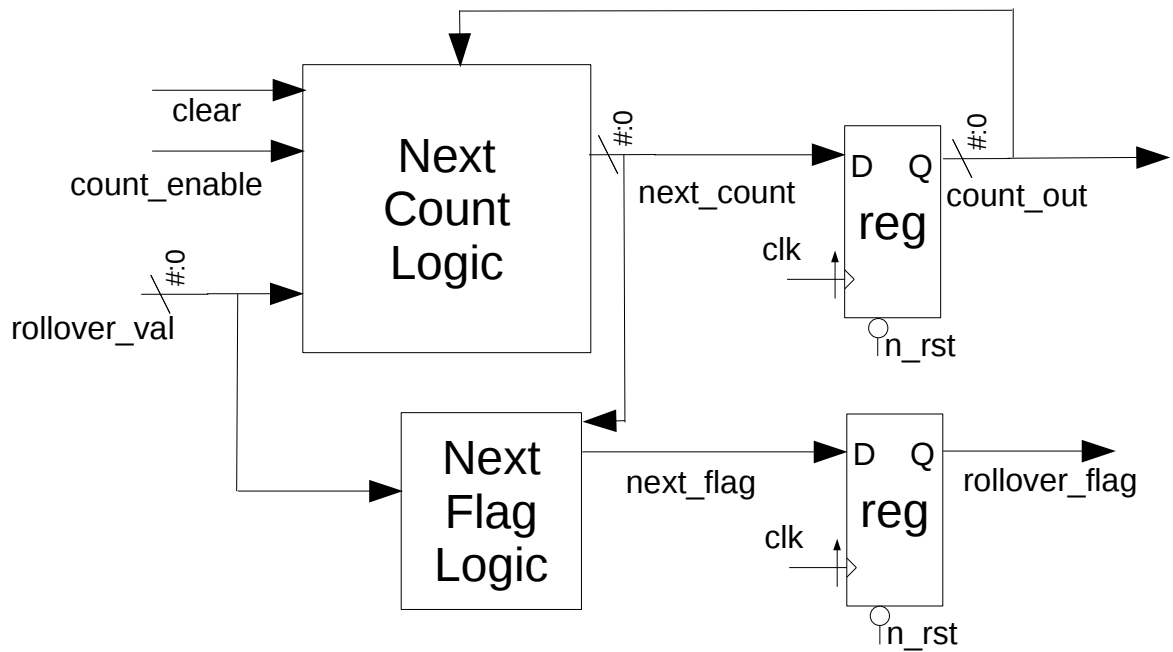 clear
count_enable
#:0
rollover_val
Next
Count
Logic
#:0
next_count
D Q
reg
clk
n_rst
#:0
count_out
Next
Flag
Logic
next_flag
D Q
reg
clk
n_rst
rollover_flag